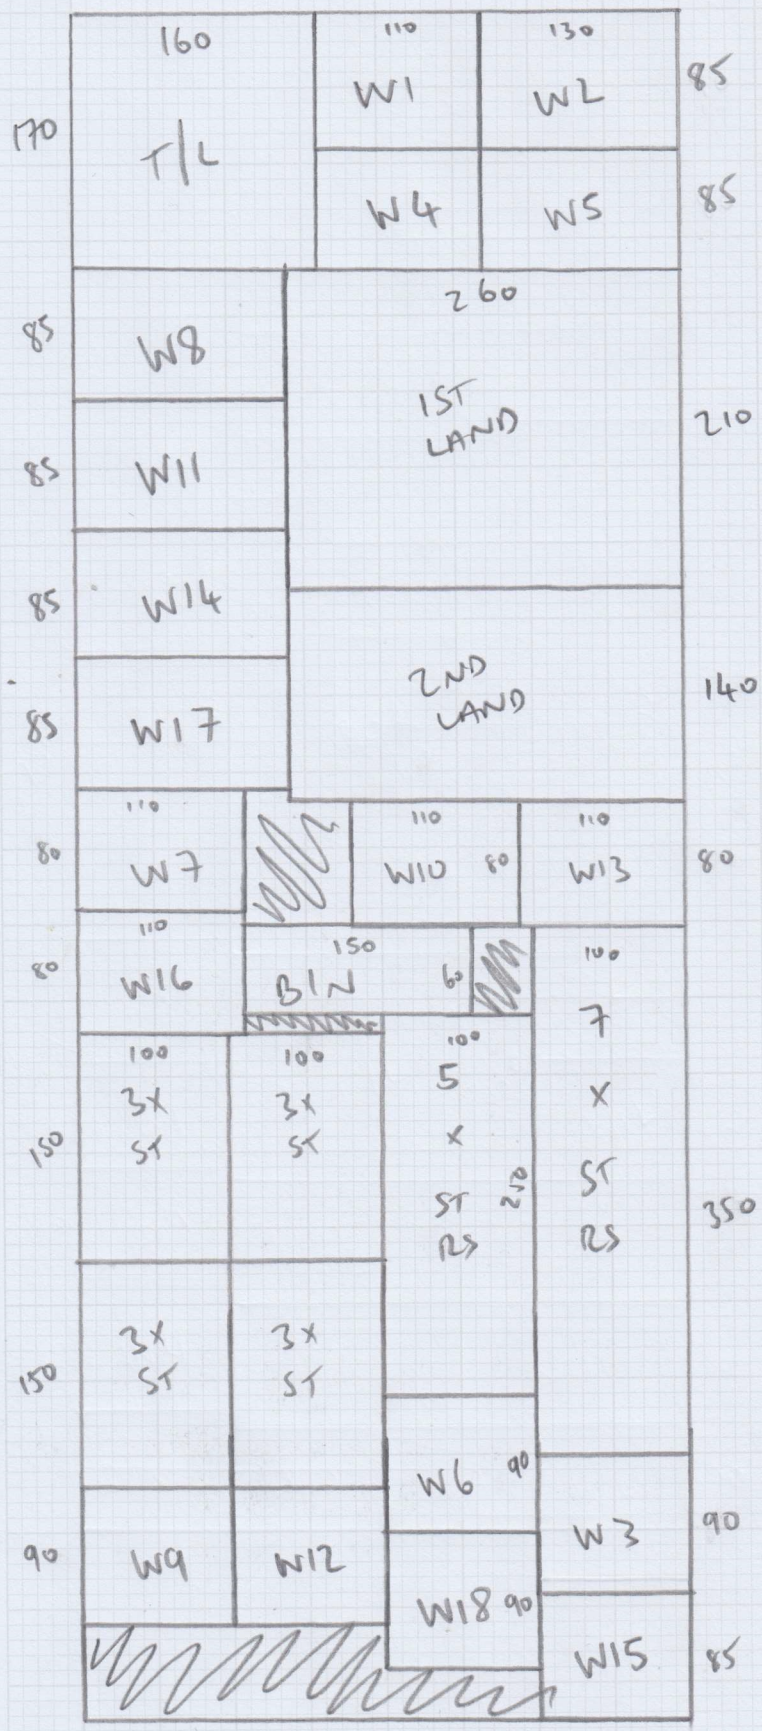 160
110
130
W1
W2
85
170
T/L
W4
W5
85
260
85
W8
1ST
LAND
210
85
W11
85
W14
2ND
LAND
140
85
W17
110
110
110
80
W7
W10
80
W13
80
110
150
100
80
W16
BIN
60
7
X
ST
RS
350
100
100
100
3X
ST
3X
ST
5
X
ST
RS
250
150
3X
ST
3X
ST
150
W6
90
W3
90
90
W9
W12
W18
90
W15
85